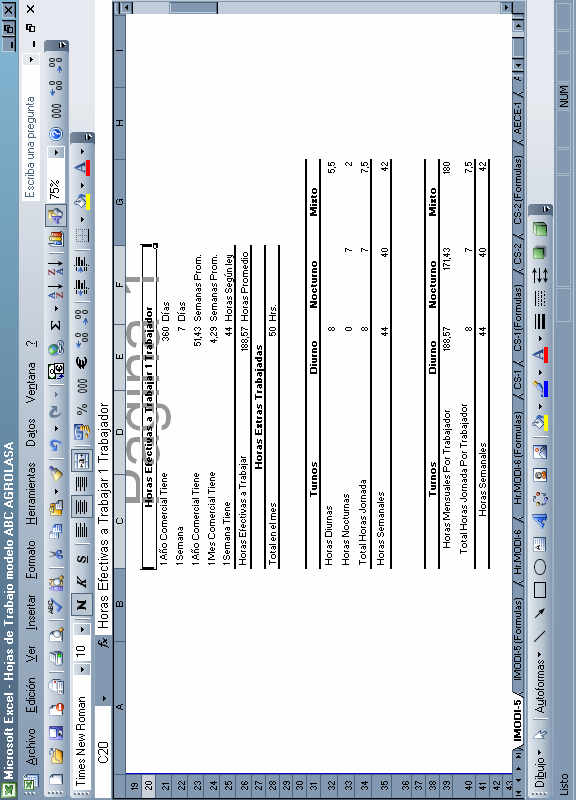 Microsoft Excel - Hojas de Trabajo modelo ABC AGROLASA
Archivo Edición Ver Insertar Formato Herramientas Datos Ventana ? Escriba una pregunta
75%
Times New Roman 10 N K S % 000 €
C20 fx Horas Efectivas a Trabajar 1 Trabajador
A B C D E F G H I
19
20 Horas Efectivas a Trabajar 1 Trabajador
21 1 Año Comercial Tiene 360 Días
22 1 Semana 7 Días
23 1 Año Comercial Tiene 51,43 Semanas Prom.
24 1 Mes Comercial Tiene 4,29 Semanas Prom.
25 1 Semana Tiene 44 Horas Según ley
26 Horas Efectivas a Trabajar 188,57 Horas Promedio
27 Horas Extras Trabajadas
28 Total en el mes 50 Hrs.
30
31 Turnos Diurno Nocturno Mixto
32 Horas Diurnas 8 5,5
33 Horas Nocturnas 0 7 2
34 Total Horas Jornada 8 7 7,5
35 Horas Semanales 44 40 42
37
38 Turnos Diurno Nocturno Mixto
39 Horas Mensuales Por Trabajador 188,57 171,43 180
40 Total Horas Jornada Por Trabajador 8 7 7,5
41 Horas Semanales 44 40 42
42
43
Página 1
IMODI-5 IMODI-5 (Formulas) Hr.MODI-6 Hr.MODI-6 (Formulas) CS-1 CS-1 (Formulas) CS-2 CS-2 (Formulas) AECE-1
Dibujo Autoformas
Listo NUM